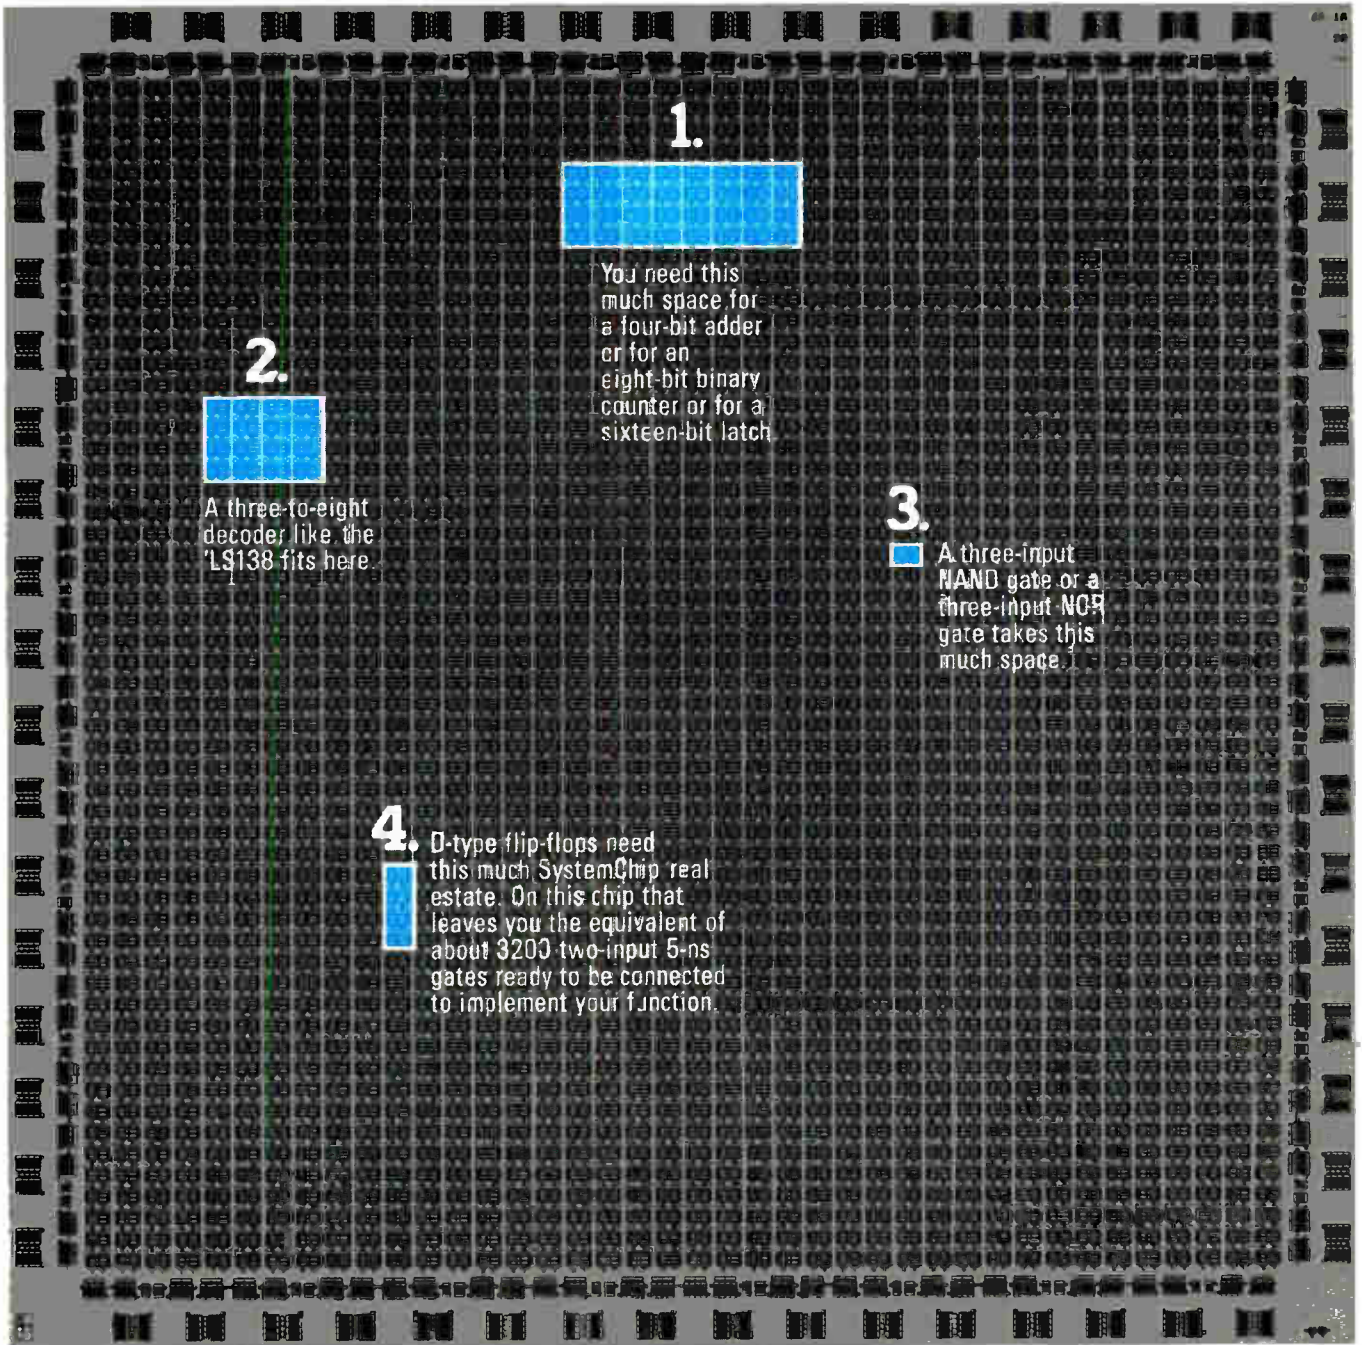 1.
You need this
much space for
a four-bit adder
or for an
eight-bit binary
counter or for a
sixteen-bit latch
2.
A three-to-eight
decoder like the
'LS138 fits here.
3.
A three-input
NAND gate or a
three-input NOR
gate takes this
much space.
4.
D-type flip-flops need
this much SystemChip real
estate. On this chip that
leaves you the equivalent of
about 3200 two-input 5-ns
gates ready to be connected
to implement your function.